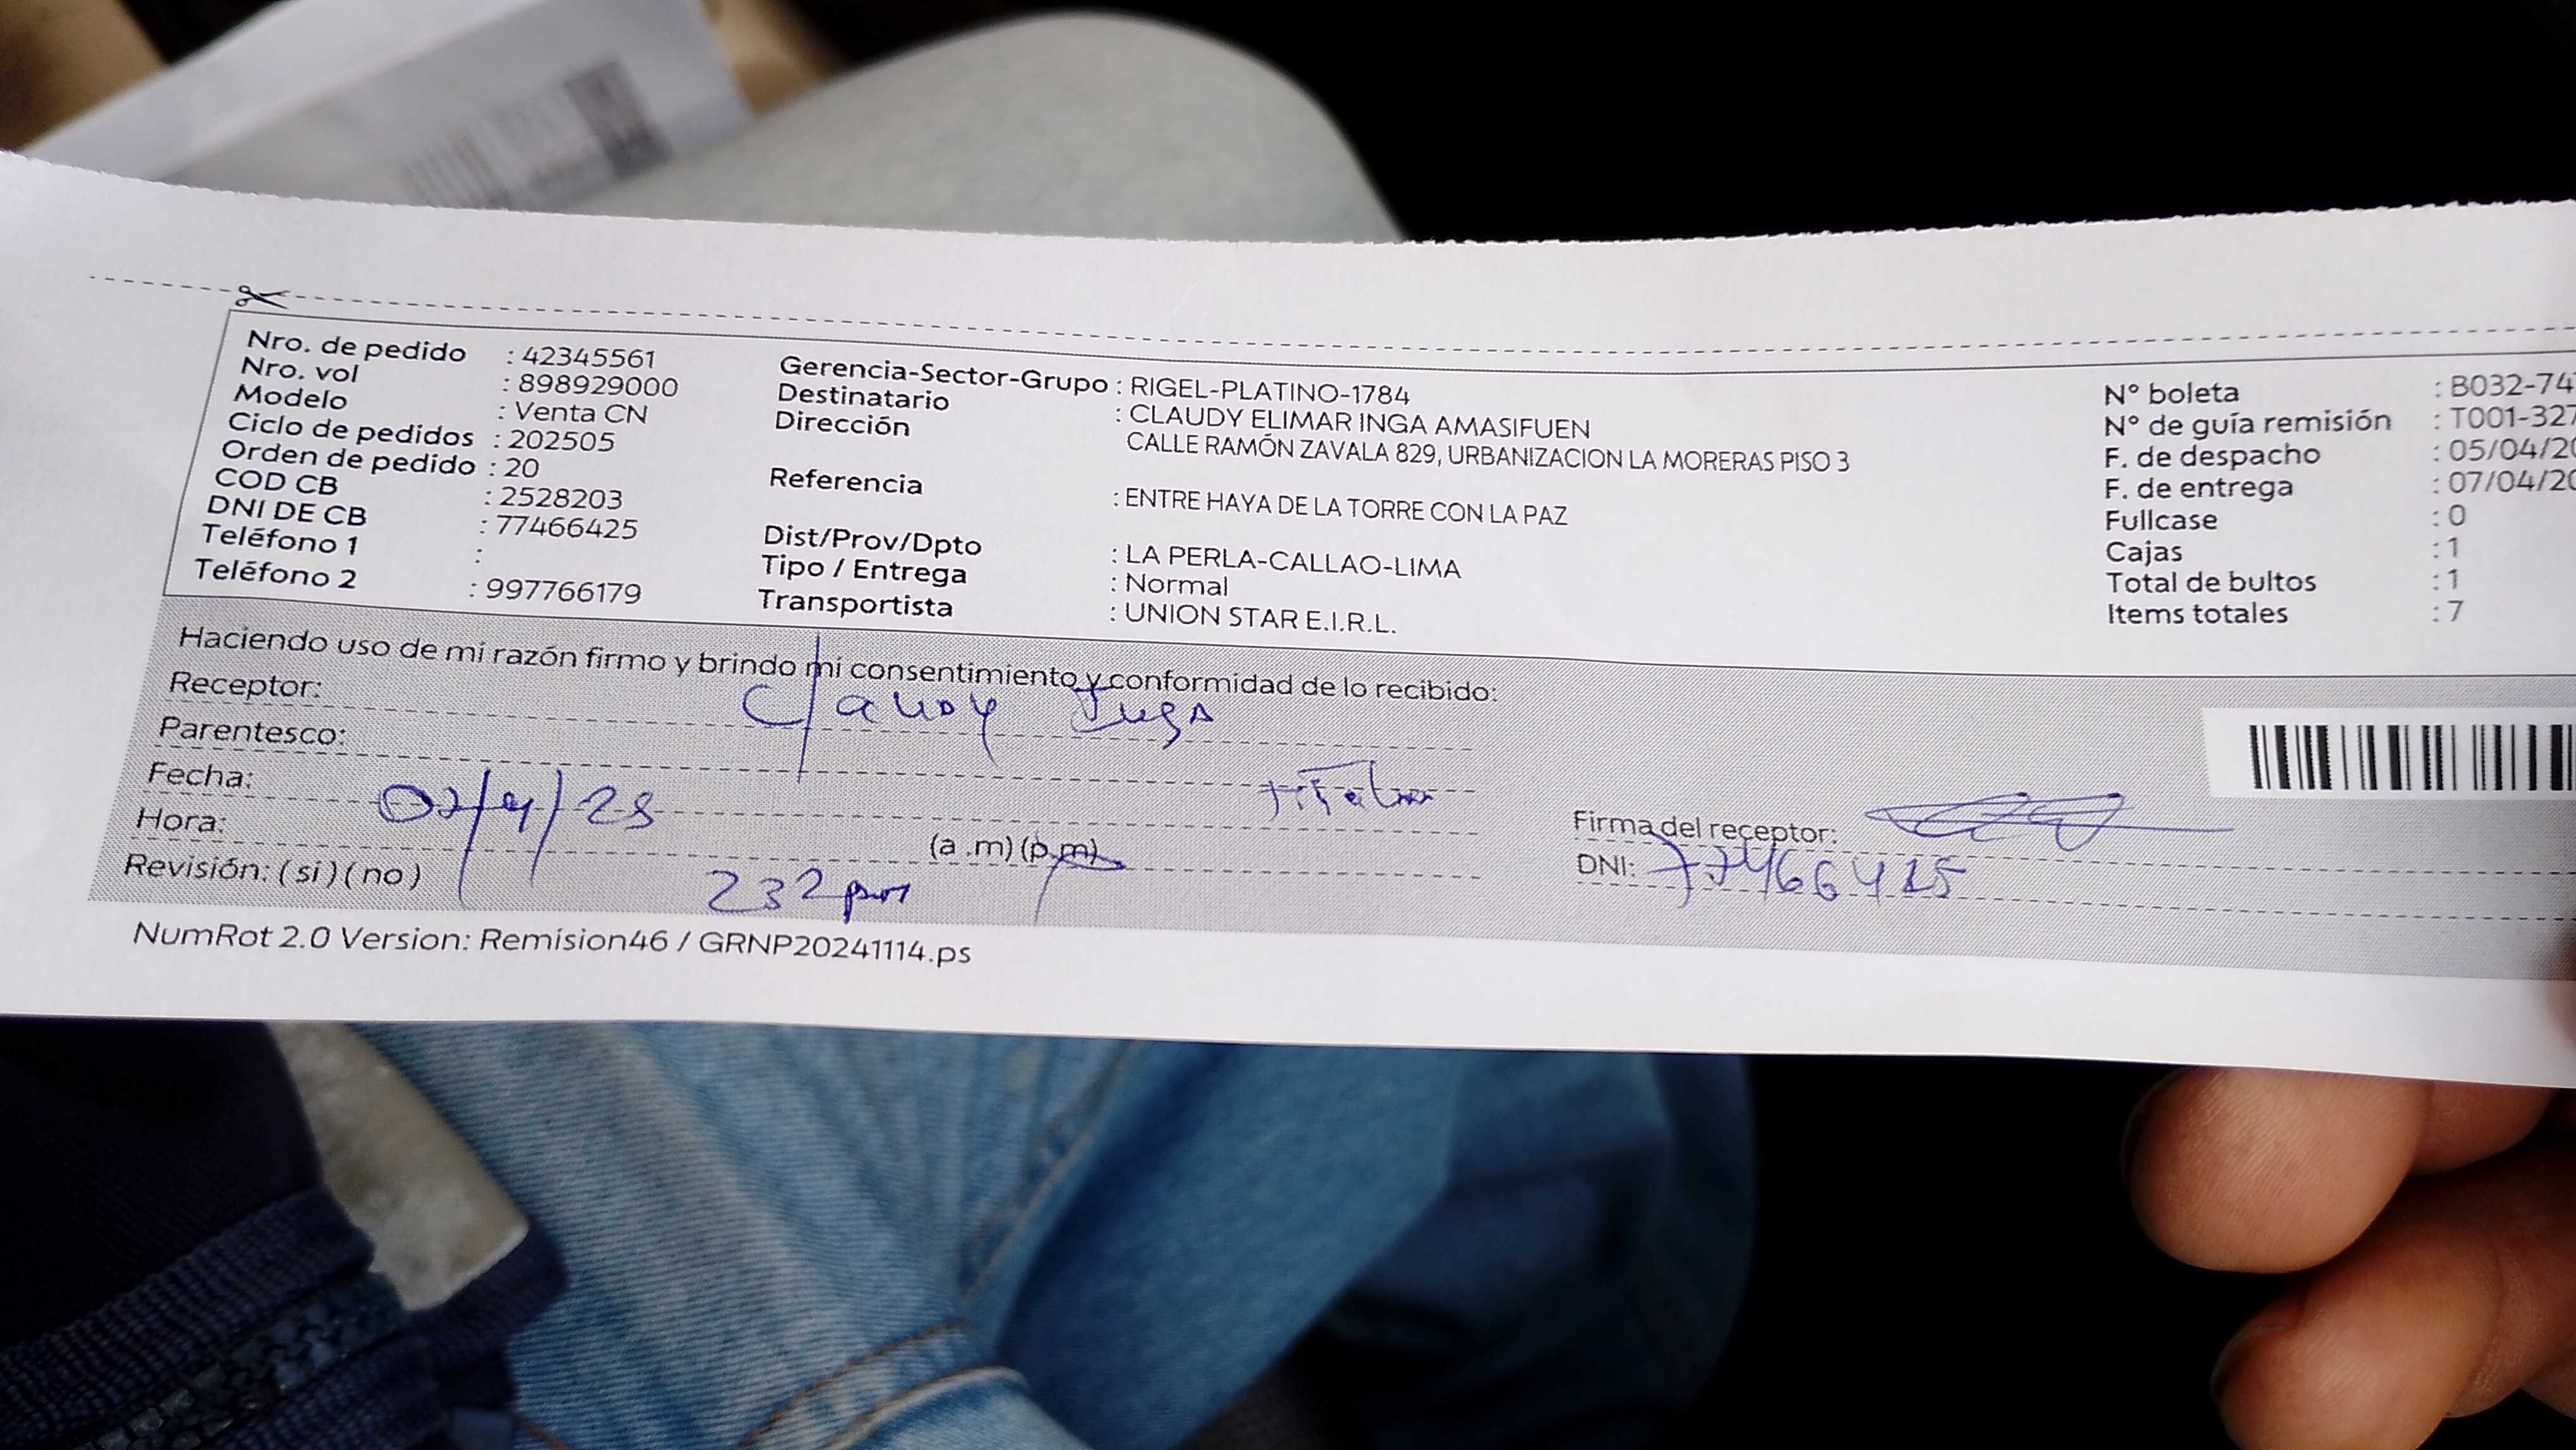 Nro. de pedido : 42345561
Nro. vol : 898929000
Modelo : Venta CN
Ciclo de pedidos : 202505
Orden de pedido : 20
COD CB : 2528203
DNI DE CB : 77466425
Teléfono 1 :
Teléfono 2 : 997766179
Gerencia-Sector-Grupo : RIGEL-PLATINO-1784
Destinatario : CLAUDY ELIMAR INGA AMASIFUEN
Dirección CALLE RAMÓN ZAVALA 829, URBANIZACION LA MORERAS PISO 3
Referencia : ENTRE HAYA DE LA TORRE CON LA PAZ
Dist/Prov/Dpto : LA PERLA-CALLAO-LIMA
Tipo / Entrega : Normal
Transportista : UNION STAR E.I.R.L.
N° boleta : B032-74
N° de guía remisión : T001-327
F. de despacho : 05/04/20
F. de entrega : 07/04/20
Fullcase : 0
Cajas : 1
Total de bultos : 1
Items totales : 7
Haciendo uso de mi razón firmo y brindo mi consentimiento y conformidad de lo recibido:
Receptor: Claudy Inga
Parentesco: titular
Fecha: 07/4/25
Hora: 232 pm (a .m) (p.m)
Revisión: ( si ) ( no )
Firma del receptor:
DNI: 77466425
NumRot 2.0 Version: Remision46 / GRNP20241114.ps